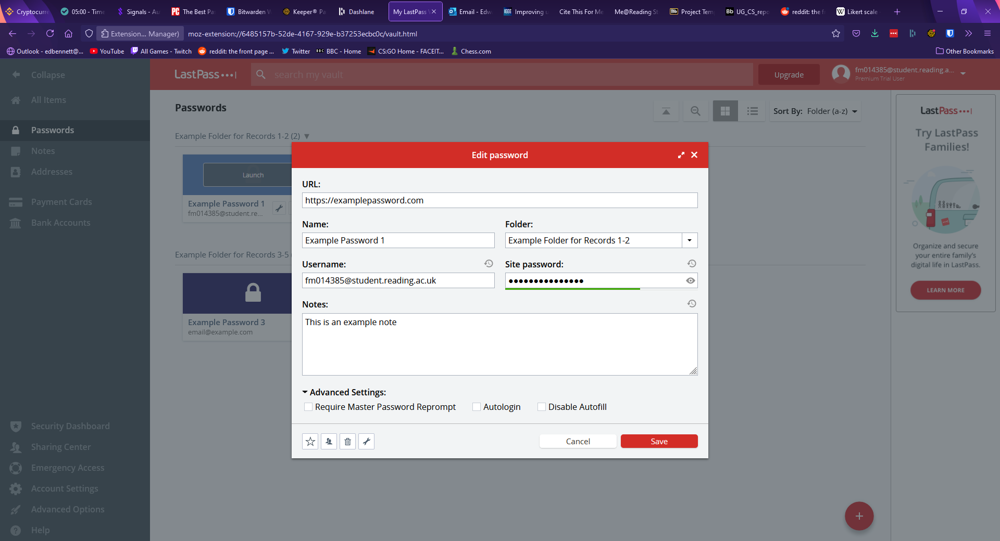 Cryptocurre
05:00 - Time
Signals - Au
PC The Best Pa
Bitwarden W
Keeper® Pa
Dashlane
My LastPass V
Email - Edw
IEEE Improving u
Cite This For Me
Me@Reading St
Bb Project Tem
Bb UG_CS_repo
reddit: the fr
W Likert scale -
Extension... Manager)
moz-extension://6485157b-52de-4167-929e-b37253ecbc0c/vault.html
Outlook - edbennett@...
YouTube
All Games - Twitch
reddit: the front page ...
Twitter
BBC BBC - Home
CS:GO Home - FACEIT...
Chess.com
Other Bookmarks
Collapse
All Items
Passwords
Notes
Addresses
Payment Cards
Bank Accounts
Security Dashboard
Sharing Center
Emergency Access
Account Settings
Advanced Options
Help
LastPass
search my vault
Upgrade
fm014385@student.reading.a...
Premium Trial User
Passwords
Sort By: Folder (a-z)
Example Folder for Records 1-2 (2)
Launch
Example Password 1
fm014385@student.re...
Example Folder for Records 3-5
Example Password 3
email@example.com
Edit password
URL:
https://examplepassword.com
Name:
Folder:
Example Password 1
Example Folder for Records 1-2
Username:
Site password:
fm014385@student.reading.ac.uk
●●●●●●●●●●●●●●●
Notes:
This is an example note
Advanced Settings:
Require Master Password Reprompt
Autologin
Disable Autofill
Cancel
Save
LastPass
Try LastPass
Families!
Organize and secure
your entire family's
digital life in LastPass.
LEARN MORE